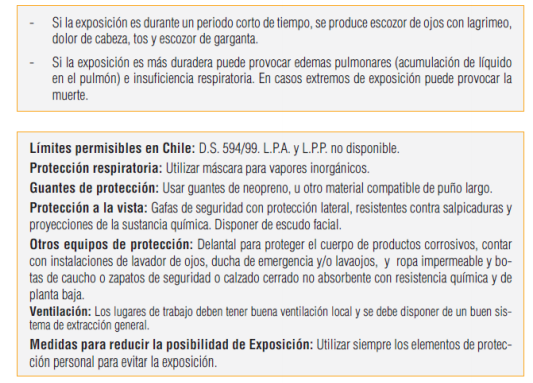 - Si la exposición es durante un periodo corto de tiempo, se produce escozor de ojos con lagrimeo,
dolor de cabeza, tos y escozor de garganta.
- Si la exposición es más duradera puede provocar edemas pulmonares (acumulación de líquido
en el pulmón) e insuficiencia respiratoria. En casos extremos de exposición puede provocar la
muerte.
Límites permisibles en Chile: D.S. 594/99. L.P.A. y L.P.P. no disponible.
Protección respiratoria: Utilizar máscara para vapores inorgánicos.
Guantes de protección: Usar guantes de neopreno, u otro material compatible de puño largo.
Protección a la vista: Gafas de seguridad con protección lateral, resistentes contra salpicaduras y
proyecciones de la sustancia química. Disponer de escudo facial.
Otros equipos de protección: Delantal para proteger el cuerpo de productos corrosivos, contar
con instalaciones de lavador de ojos, ducha de emergencia y/o lavaojos, y ropa impermeable y bo-
tas de caucho o zapatos de seguridad o calzado cerrado no absorbente con resistencia química y de
planta baja.
Ventilación: Los lugares de trabajo deben tener buena ventilación local y se debe disponer de un buen sis-
tema de extracción general.
Medidas para reducir la posibilidad de Exposición: Utilizar siempre los elementos de protec-
ción personal para evitar la exposición.